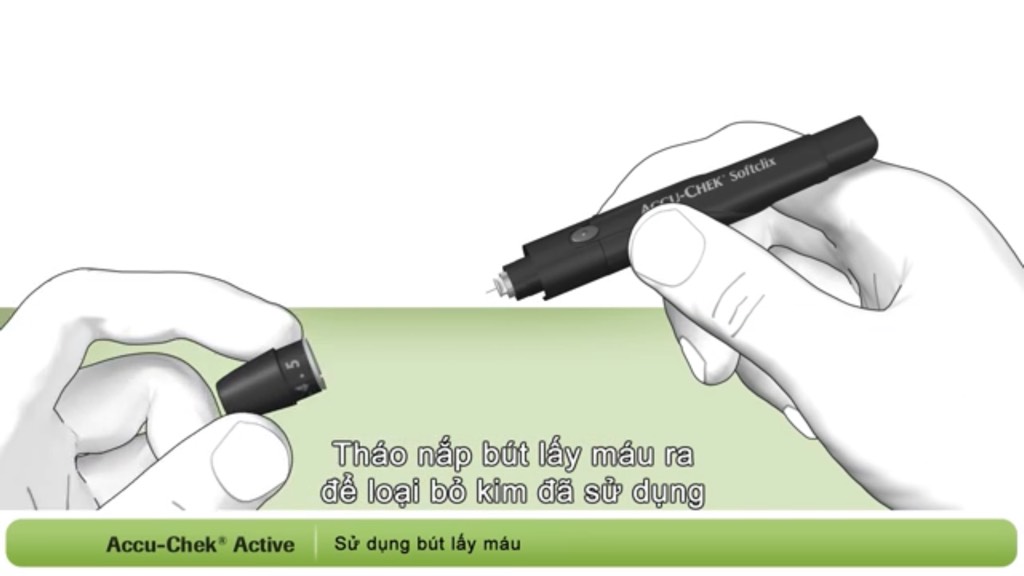 ACCU-CHEK® Softclix
4 • 5
Tháo nắp bút lấy máu ra
để loại bỏ kim đã sử dụng
Accu-Chek® Active
Sử dụng bút lấy máu